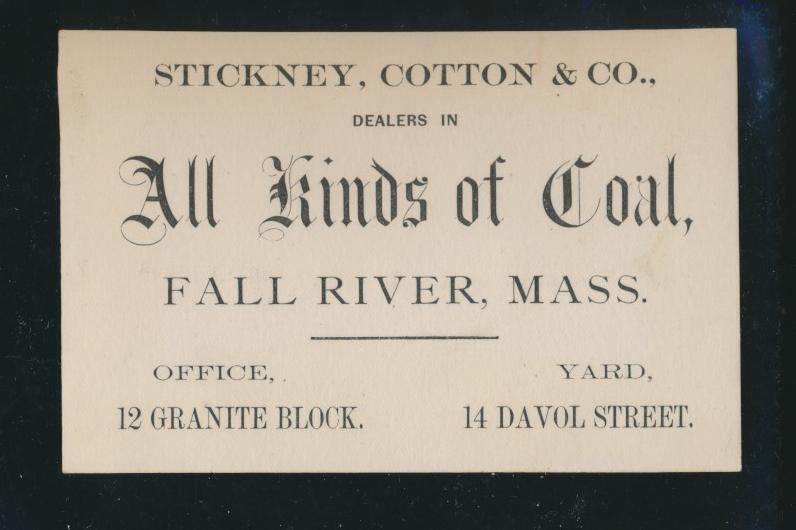 STICKNEY, COTTON & CO.,
DEALERS IN
All Kinds of Coal,
FALL RIVER, MASS.
OFFICE,
YARD,
12 GRANITE BLOCK.
14 DAVOL STREET.